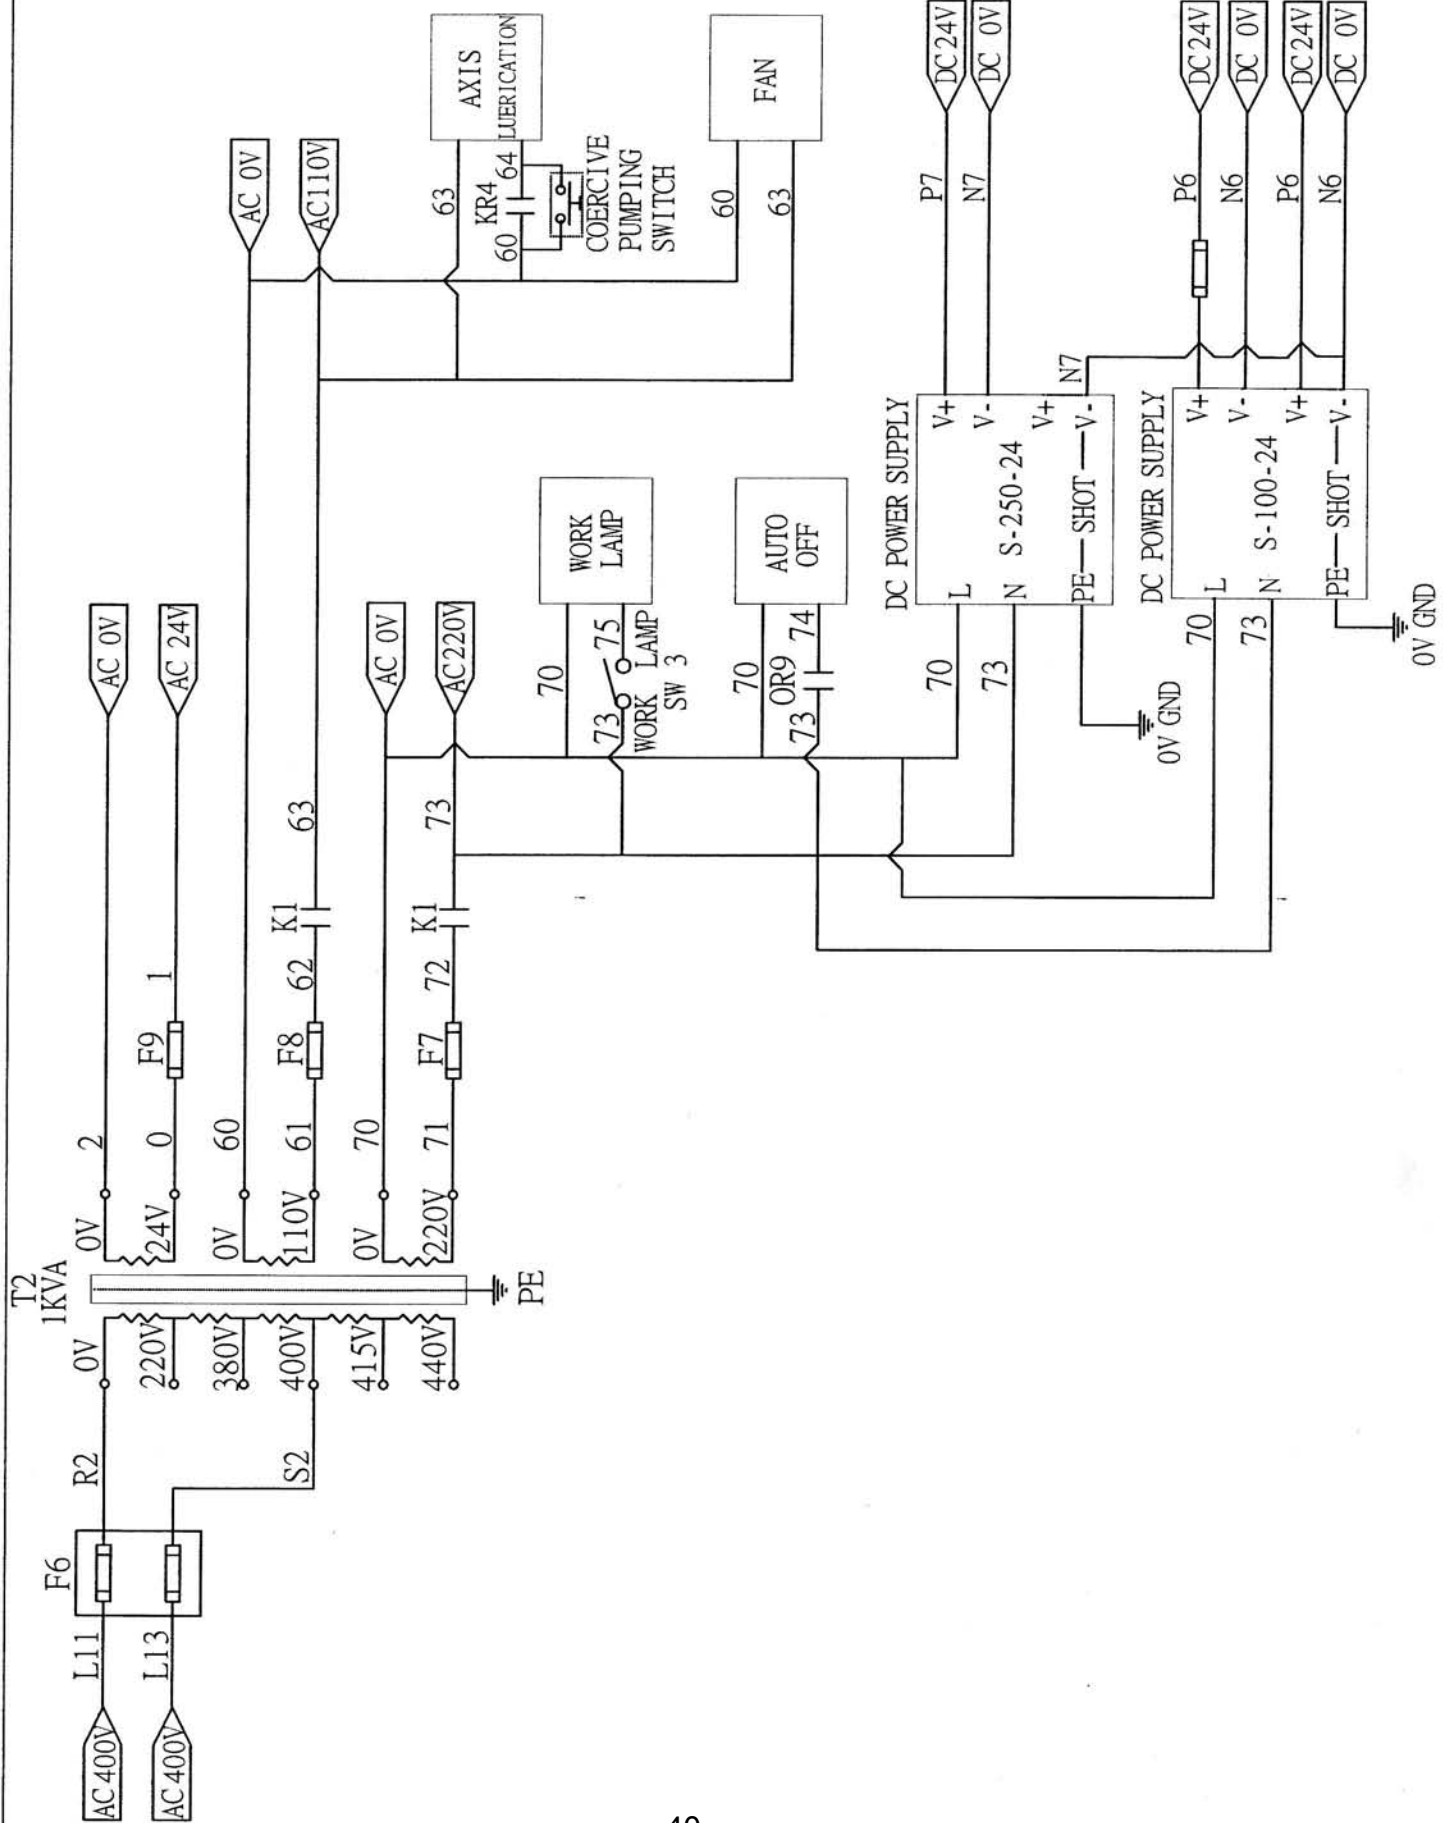 T2
1KVA
F6
AC400V
L11
R2
0V
AC400V
L13
S2
220V
380V
400V
415V
440V
PE
0V
2
AC 0V
24V
0
F9
1
AC 24V
0V
60
AC 0V
110V
61
F8
62
K1
63
AC110V
0V
70
AC 0V
220V
71
F7
72
K1
73
AC220V
63
AXIS
LUERICATION
60
KR4
64
COERCIVE
PUMPING
SWITCH
60
63
FAN
70
73
75
WORK LAMP
SW 3
WORK
LAMP
70
73
OR9
74
AUTO
OFF
DC POWER SUPPLY
70
L
73
N
S-250-24
PE
SHOT
V-
V+
V-
V+
P7
DC24V
N7
DC 0V
N7
0V GND
DC POWER SUPPLY
70
L
73
N
S-100-24
PE
SHOT
V-
V+
V-
V+
P6
DC24V
N6
DC 0V
P6
DC24V
N6
DC 0V
0V GND